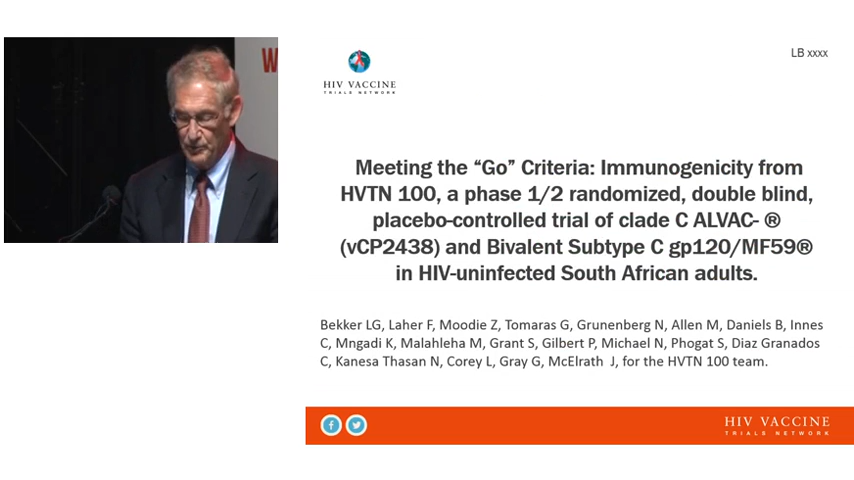 W
LB xxxx
HIV VACCINE
TRIALS NETWORK
Meeting the “Go” Criteria: Immunogenicity from
HVTN 100, a phase 1/2 randomized, double blind,
placebo-controlled trial of clade C ALVAC- ®
(vCP2438) and Bivalent Subtype C gp120/MF59®
in HIV-uninfected South African adults.
Bekker LG, Laher F, Moodie Z, Tomaras G, Grunenberg N, Allen M, Daniels B, Innes
C, Mngadi K, Malahleha M, Grant S, Gilbert P, Michael N, Phogat S, Diaz Granados
C, Kanesa Thasan N, Corey L, Gray G, McElrath J, for the HVTN 100 team.
HIV VACCINE
TRIALS NETWORK